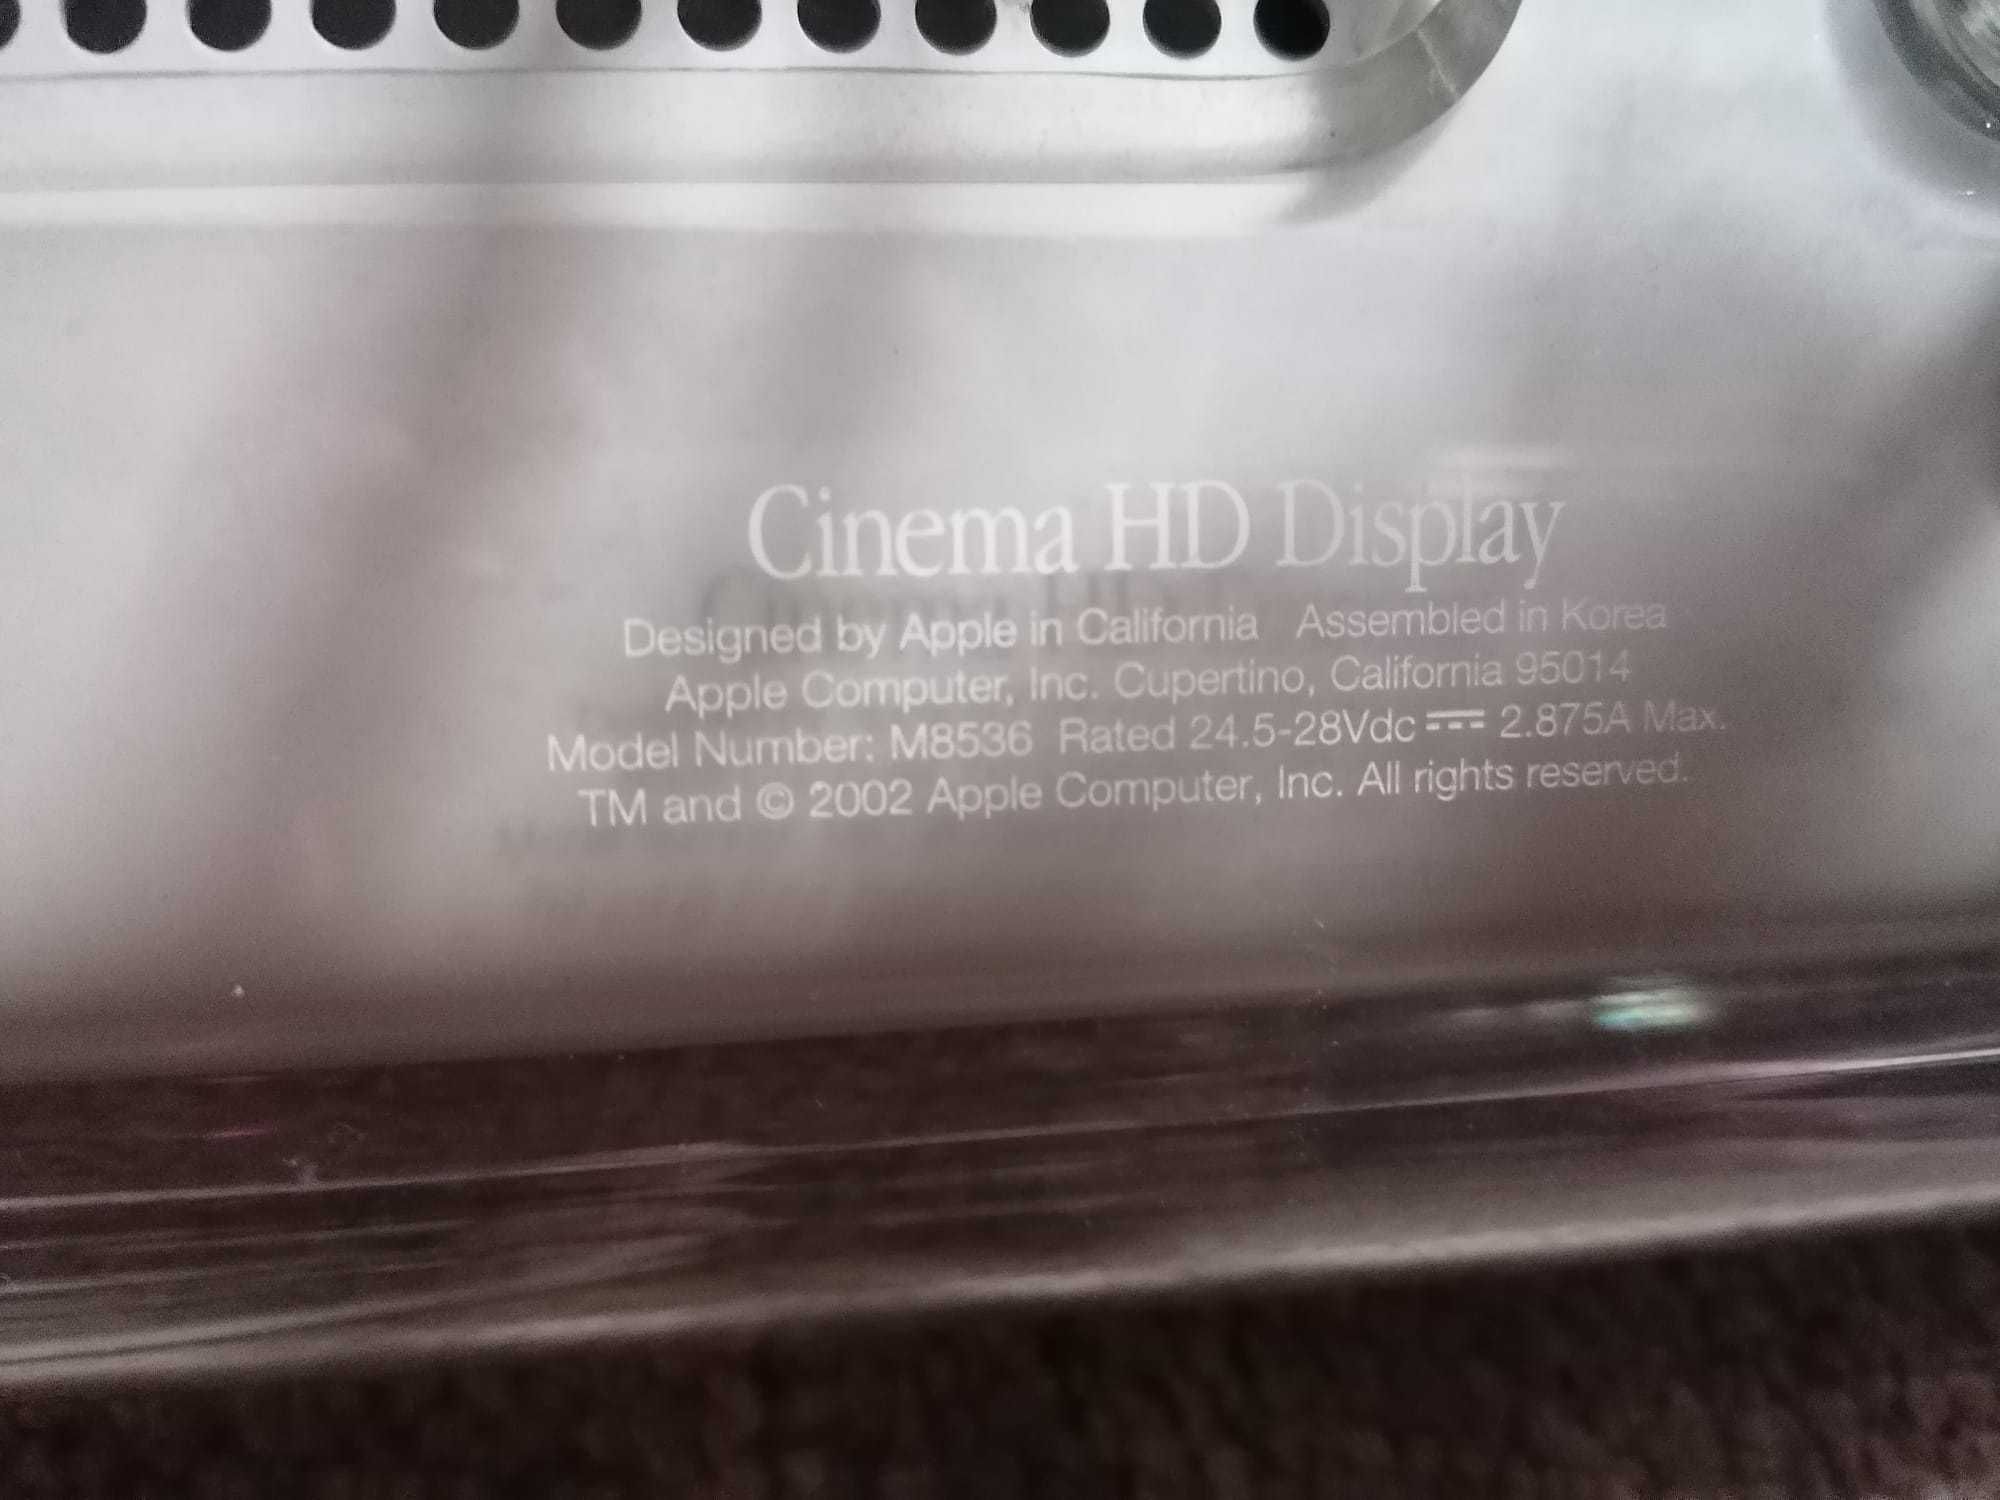 Cinema HD Display
Designed by Apple in California Assembled in Korea
Apple Computer, Inc. Cupertino, California 95014
Model Number: M8536 Rated 24.5-28Vdc ⎓ 2.875A Max.
TM and © 2002 Apple Computer, Inc. All rights reserved.